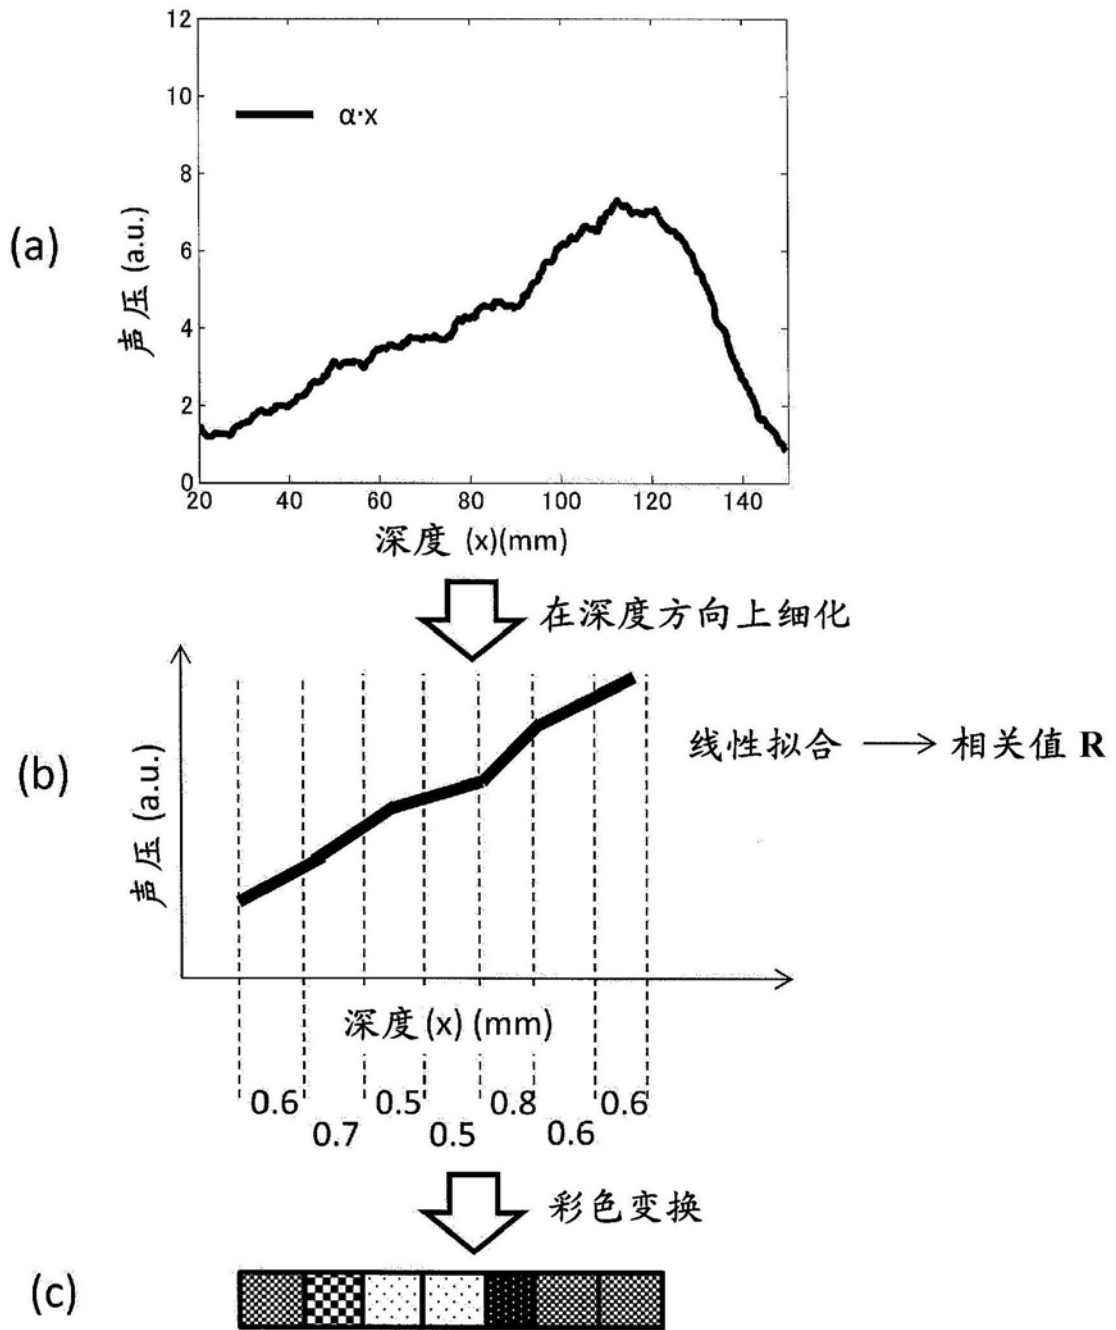 12
10
α·x
8
(a)
声压 (a.u.)
6
4
2
0
20 40 60 80 100 120 140
深度 (x)(mm)
在深度方向上细化
线性拟合 → 相关值 R
(b)
声压 (a.u.)
深度(x) (mm)
0.6 0.5 0.8 0.6
0.7 0.5 0.6
彩色变换
(c)